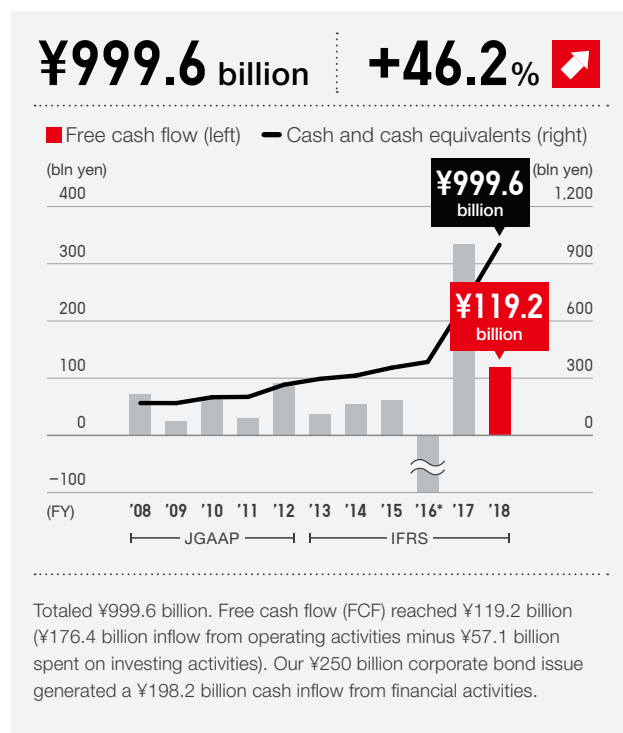 ¥999.6 billion +46.2%
Free cash flow (left) Cash and cash equivalents (right)
(bln yen) (bln yen)
¥999.6
billion
400 1,200
300 900
200 600
¥119.2
billion
100 300
0 0
−100
(FY) ’08 ’09 ’10 ’11 ’12 ’13 ’14 ’15 ’16* ’17 ’18
JGAAP IFRS
Totaled ¥999.6 billion. Free cash flow (FCF) reached ¥119.2 billion
(¥176.4 billion inflow from operating activities minus ¥57.1 billion
spent on investing activities). Our ¥250 billion corporate bond issue
generated a ¥198.2 billion cash inflow from financial activities.